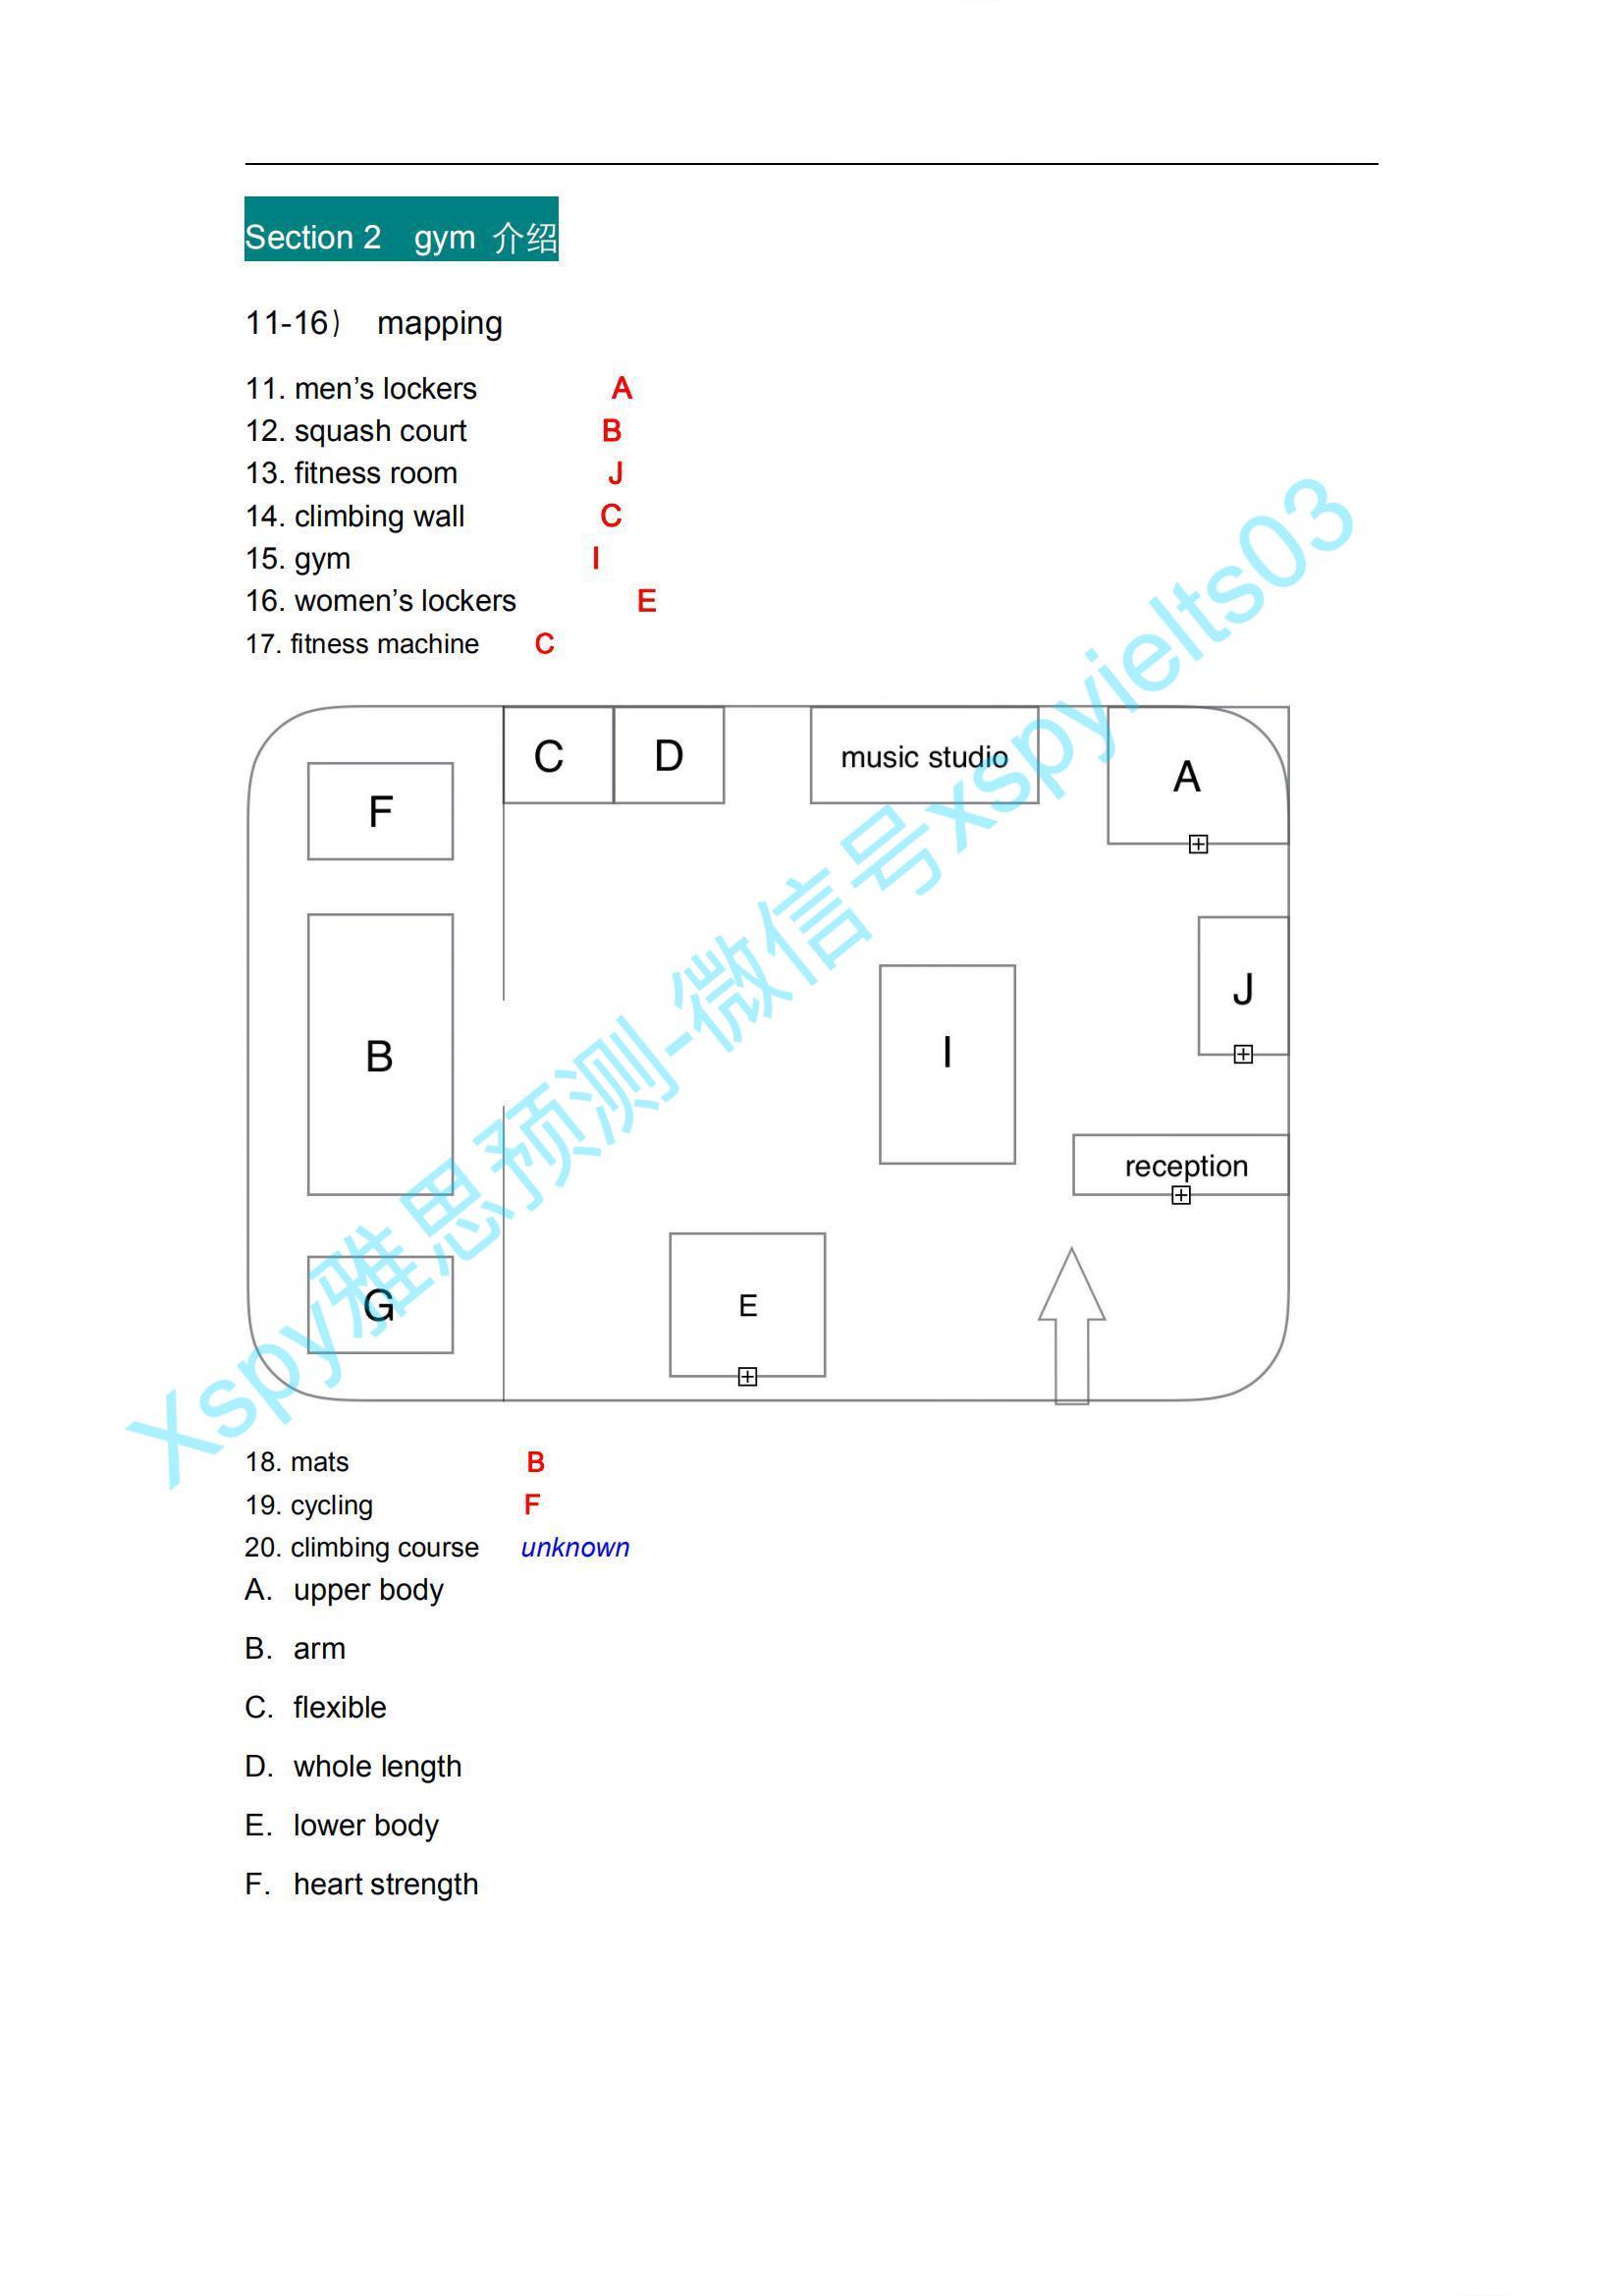 Section 2 gym 介绍
11-16） mapping
11. men’s lockers A
12. squash court B
13. fitness room J
14. climbing wall C
15. gym I
16. women’s lockers E
17. fitness machine C
C D music studio A
F
J
I
B
reception
E
G
18. mats B
19. cycling F
20. climbing course unknown
A. upper body
B. arm
C. flexible
D. whole length
E. lower body
F. heart strength
Xspy雅思预测-微信号xspyielts03